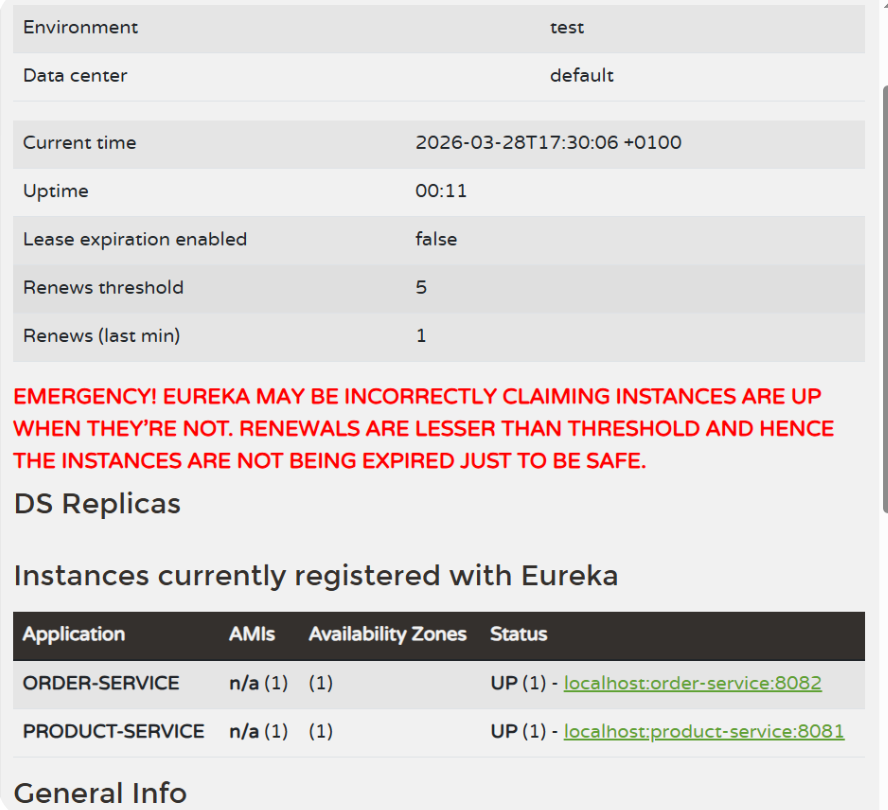 Environment test
Data center default
Current time 2026-03-28T17:30:06 +0100
Uptime 00:11
Lease expiration enabled false
Renews threshold 5
Renews (last min) 1
EMERGENCY! EUREKA MAY BE INCORRECTLY CLAIMING INSTANCES ARE UP
WHEN THEY'RE NOT. RENEWALS ARE LESSER THAN THRESHOLD AND HENCE
THE INSTANCES ARE NOT BEING EXPIRED JUST TO BE SAFE.
DS Replicas
Instances currently registered with Eureka
Application AMIs Availability Zones Status
ORDER-SERVICE n/a (1) (1) UP (1) - localhost:order-service:8082
PRODUCT-SERVICE n/a (1) (1) UP (1) - localhost:product-service:8081
General Info